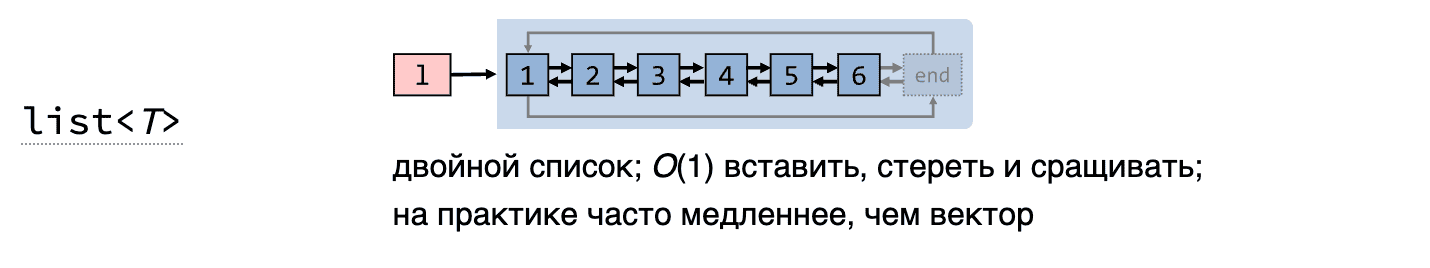 l 1 2 3 4 5 6 end
list<T>
двойной список; O(1) вставить, стереть и сращивать;
на практике часто медленнее, чем вектор